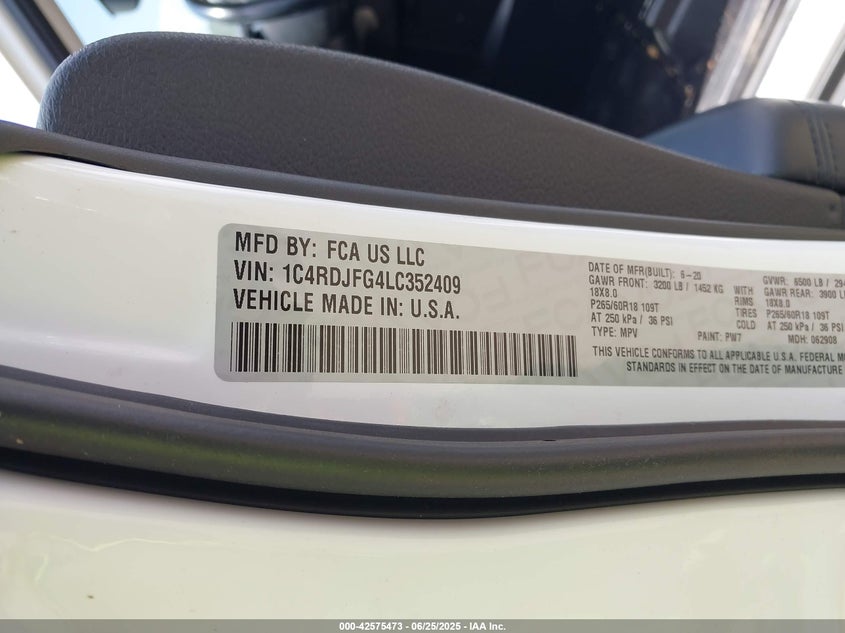 MFD BY: FCA US LLC
VIN: 1C4RDJFG4LC352409
VEHICLE MADE IN: U.S.A.
DATE OF MFR(BUILT): 6-20
GAWR FRONT: 3200 LB / 1452 KG WITH
18X8.0 RIMS
P265/60R18 109T TIRES
AT 250 kPa / 36 PSI COLD
TYPE: MPV PAINT: PW7
GVWR: 6500 LB / 294
GAWR REAR: 3900 L
18X8.0
P265/60R18 109T
AT 250 kPa / 36 PSI
MDH: 062908
THIS VEHICLE CONFORMS TO ALL APPLICABLE U.S.A. FEDERAL M
STANDARDS IN EFFECT ON THE DATE OF MANUFACTURE
000-42575473 - 06/25/2025 - IAA Inc.